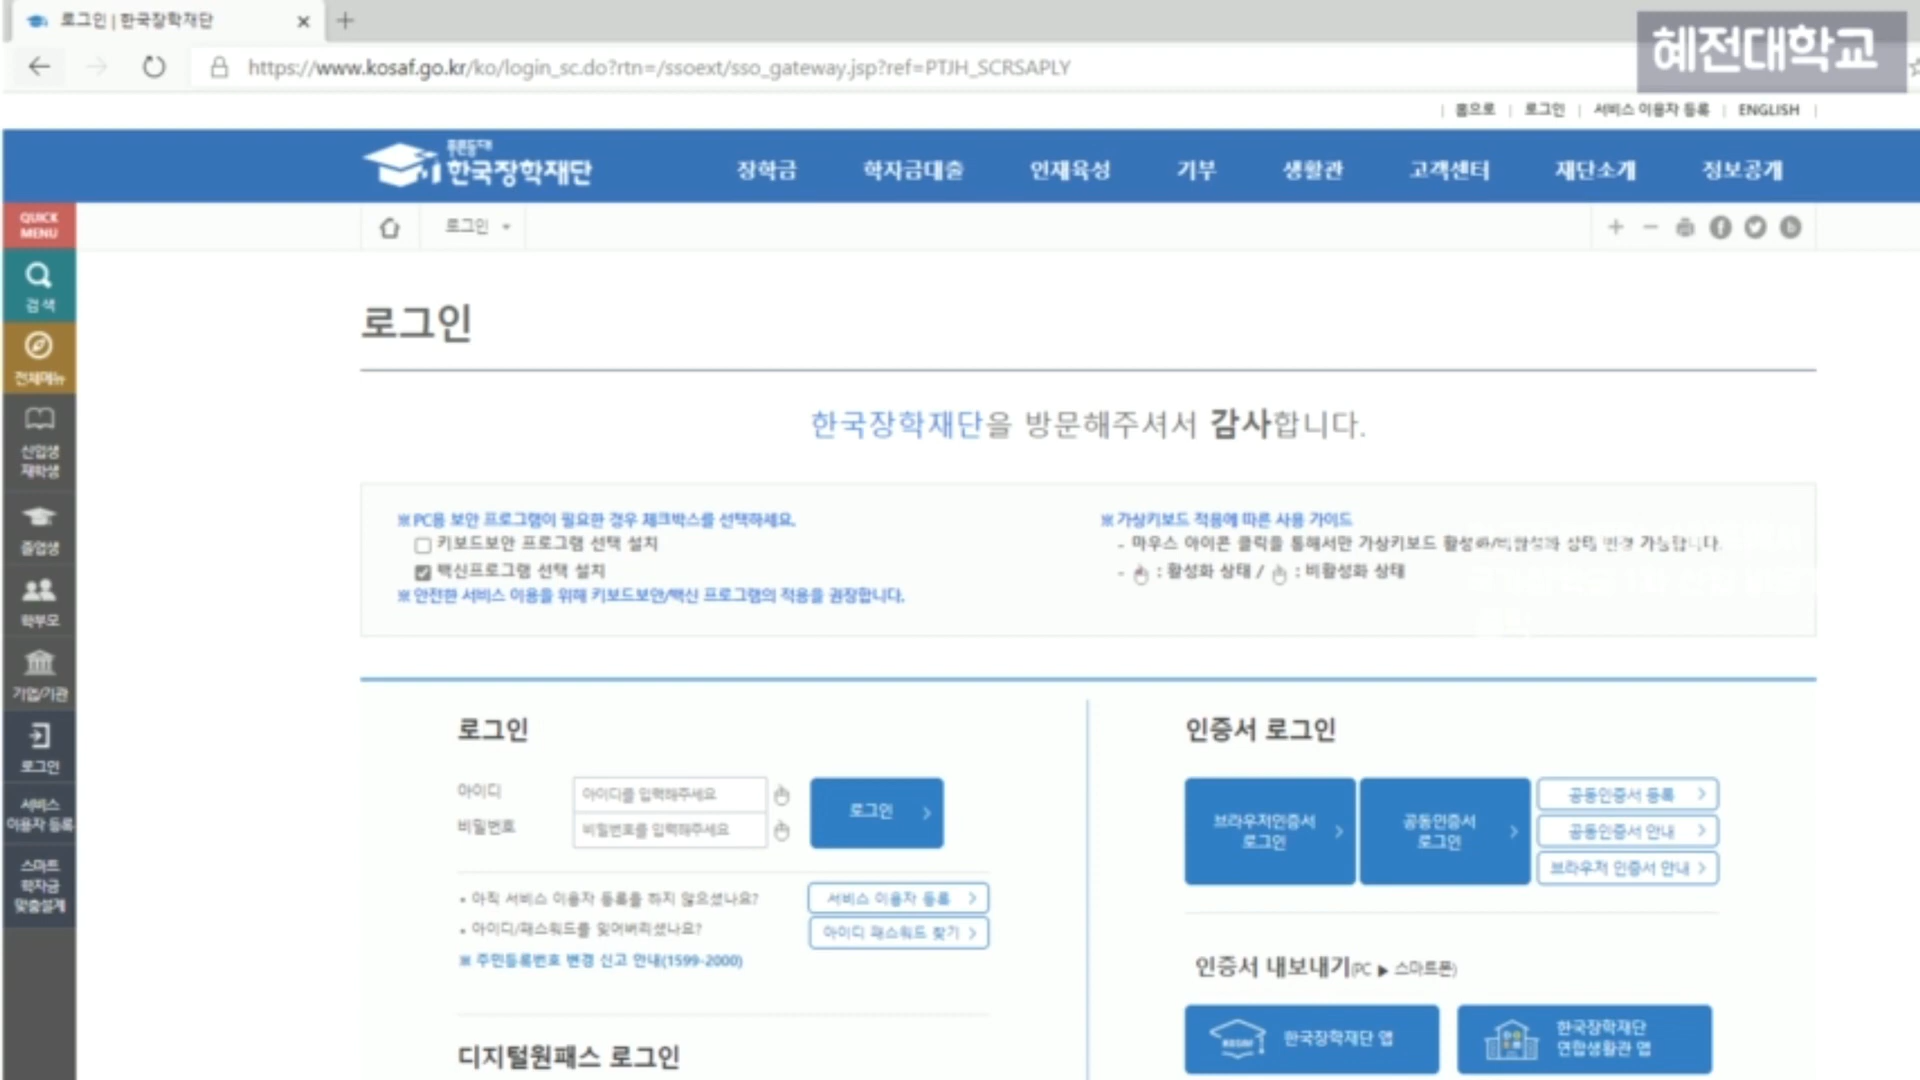 로그인 | 한국장학재단
https://www.kosaf.go.kr/ko/login_sc.do?rtn=/ssoext/sso_gateway.jsp?ref=PTJH_SCRSAPLY
혜전대학교
홈으로 | 로그인 | 서비스 이용자 등록 | ENGLISH
푸른등대
한국장학재단
장학금 학자금대출 인재육성 기부 생활관 고객센터 재단소개 정보공개
QUICK
MENU
검색
전체메뉴
신입생
재학생
졸업생
학부모
기업/기관
로그인
서비스
이용자 등록
스마트
학자금
맞춤설계
로그인
로그인
한국장학재단을 방문해주셔서 감사합니다.
※ PC용 보안 프로그램이 필요한 경우 체크박스를 선택하세요.
키보드보안 프로그램 선택 설치
백신프로그램 선택 설치
※ 안전한 서비스 이용을 위해 키보드보안/백신 프로그램의 적용을 권장합니다.
※ 가상키보드 적용에 따른 사용 가이드
- 마우스 아이콘 클릭을 통해서만 가상키보드 활성화/비활성화 상태 변경 가능합니다.
- : 활성화 상태 / : 비활성화 상태
로그인
아이디
아이디를 입력해주세요
비밀번호
비밀번호를 입력해주세요
로그인
• 아직 서비스 이용자 등록을 하지 않으셨나요?
서비스 이용자 등록
• 아이디/패스워드를 잊어버리셨나요?
아이디 패스워드 찾기
※ 주민등록번호 변경 신고 안내(1599-2000)
디지털원패스 로그인
인증서 로그인
브라우저인증서
로그인
공동인증서
로그인
공동인증서 등록
공동인증서 안내
브라우저 인증서 안내
인증서 내보내기(PC ▶ 스마트폰)
KOSAF
한국장학재단 앱
한국장학재단
연합생활관 앱